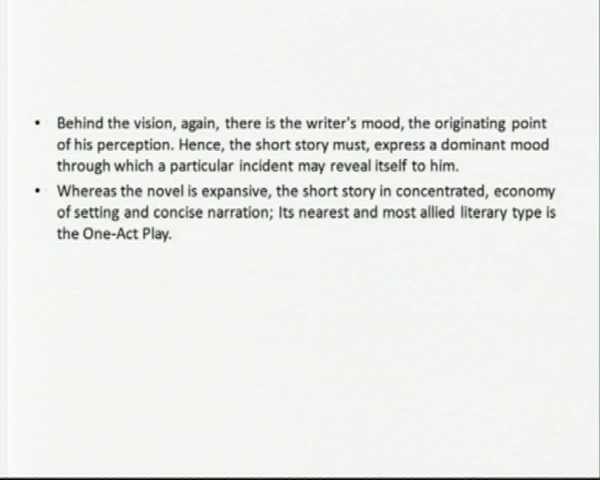 • Behind the vision, again, there is the writer's mood, the originating point
of his perception. Hence, the short story must, express a dominant mood
through which a particular incident may reveal itself to him.
• Whereas the novel is expansive, the short story in concentrated, economy
of setting and concise narration; Its nearest and most allied literary type is
the One-Act Play.